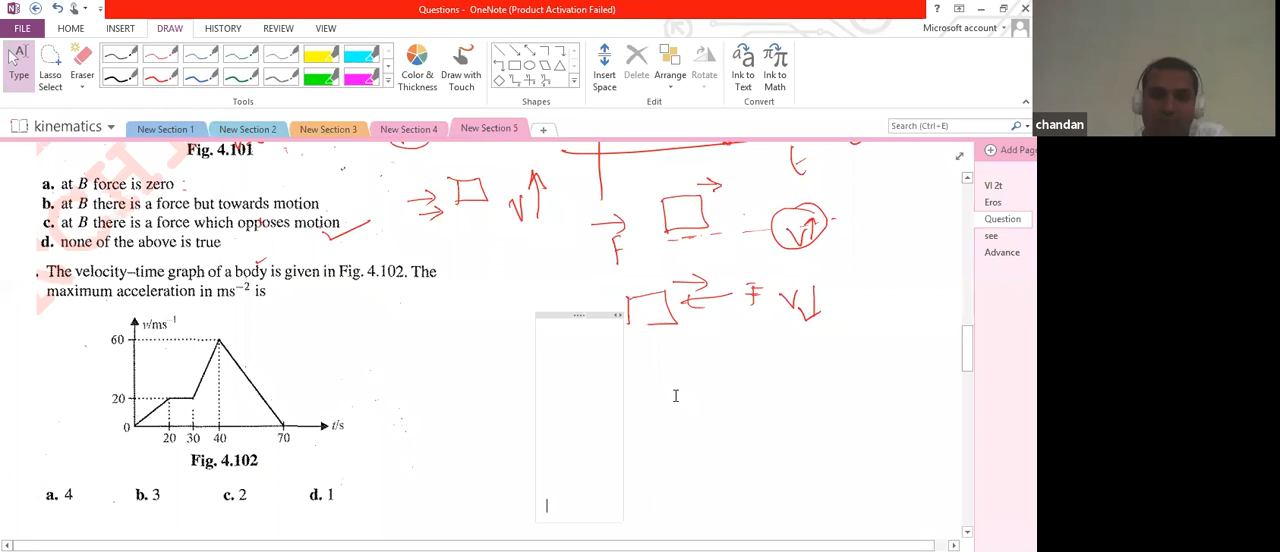 Questions - OneNote (Product Activation Failed)
FILE HOME INSERT DRAW HISTORY REVIEW VIEW
Microsoft account
Type
Lasso Select
Eraser
Color & Thickness
Draw with Touch
Insert Space
Delete
Arrange
Rotate
Ink to Text
Ink to Math
Tools Shapes Edit Convert
kinematics New Section 1 New Section 2 New Section 3 New Section 4 New Section 5
Search (Ctrl+E)
chandan
Add Page
VI 2t
Eros
Question
see
Advance
Fig. 4.101
a. at B force is zero
b. at B there is a force but towards motion
c. at B there is a force which opposes motion
d. none of the above is true
. The velocity–time graph of a body is given in Fig. 4.102. The
maximum acceleration in ms⁻² is
v/ms⁻¹
60
20
0
20 30 40 70
t/s
Fig. 4.102
a. 4 b. 3 c. 2 d. 1
t
V↑
F
V↑
F V↓